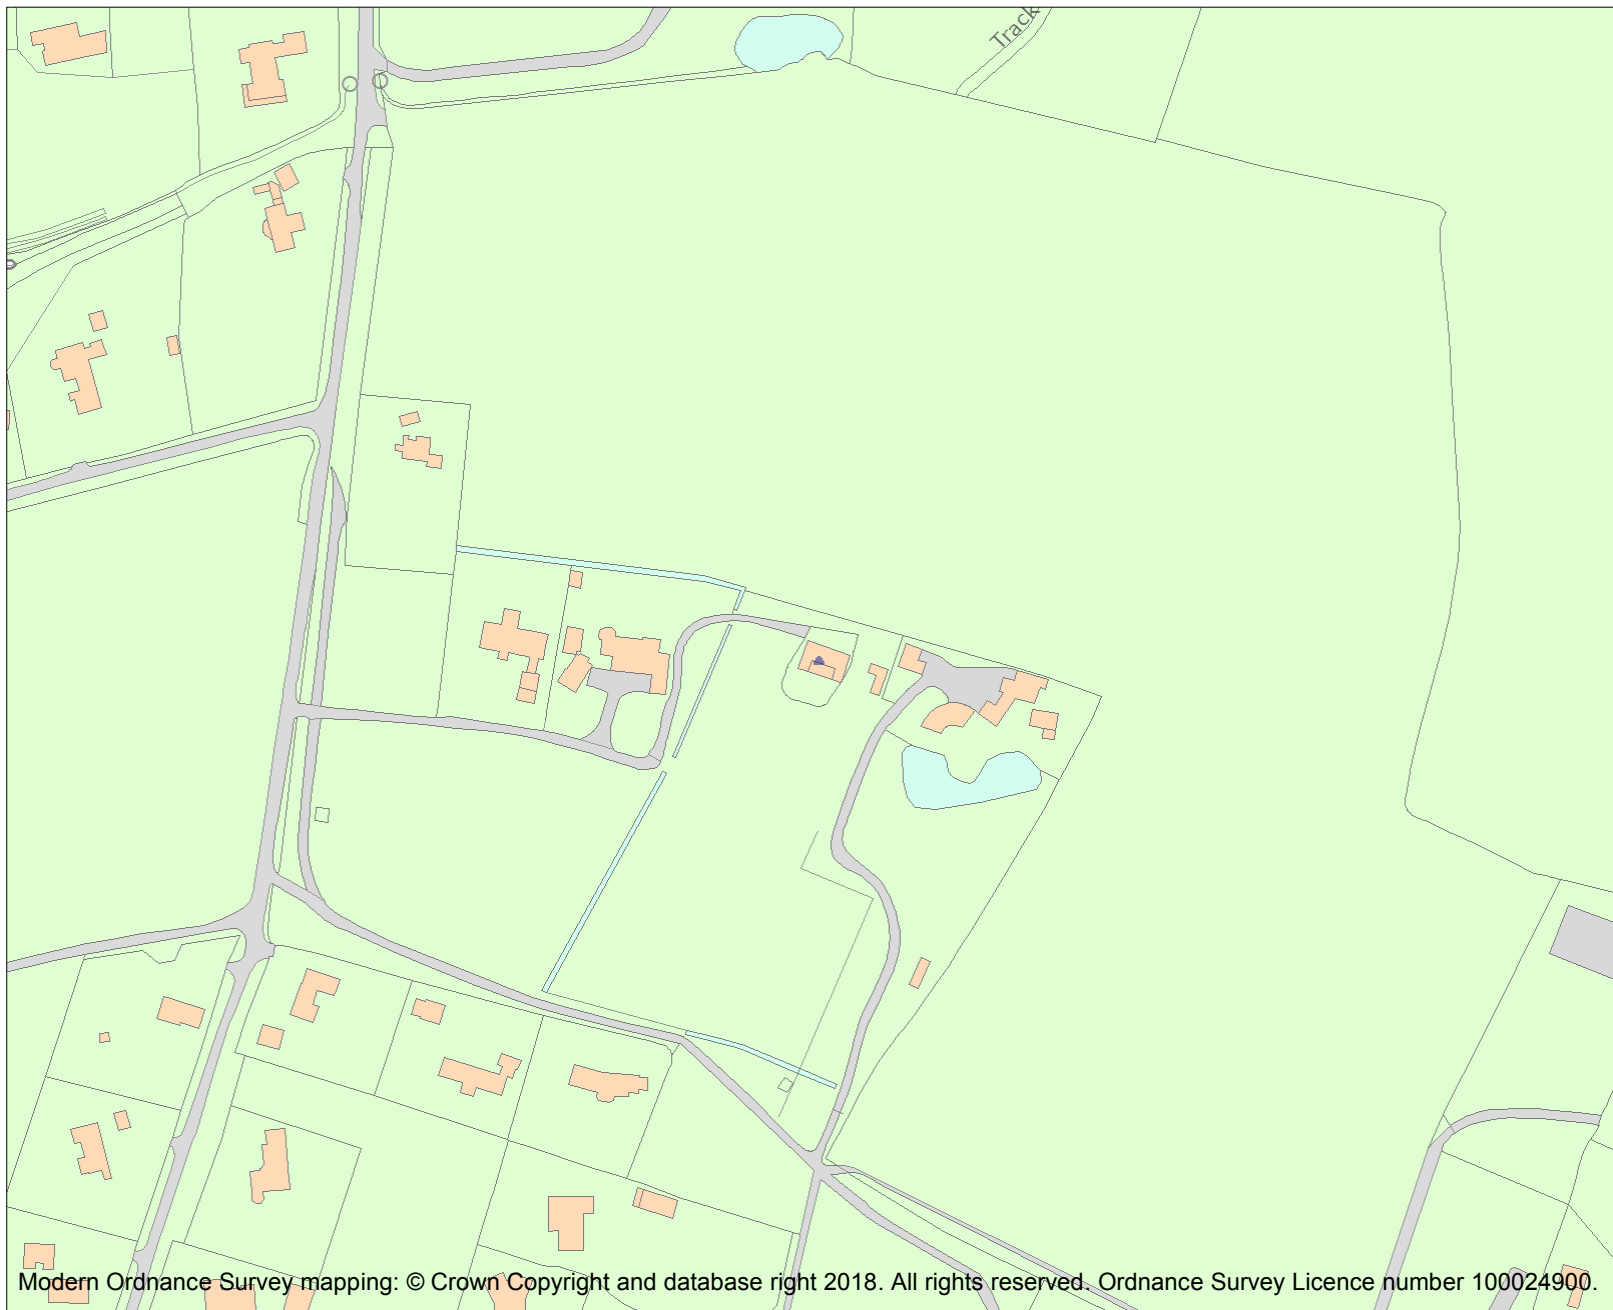 Track
Modern Ordnance Survey mapping: © Crown Copyright and database right 2018. All rights reserved. Ordnance Survey Licence number 100024900.